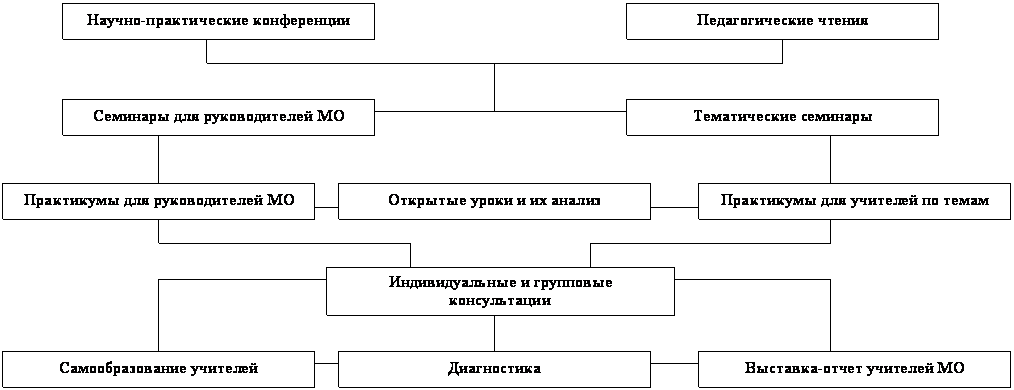 Научно-практические конференции
Педагогические чтения
Семинары для руководителей МО
Тематические семинары
Практикумы для руководителей МО
Открытые уроки и их анализ
Практикумы для учителей по темам
Индивидуальные и групповые
консультации
Самообразование учителей
Диагностика
Выставка-отчет учителей МО